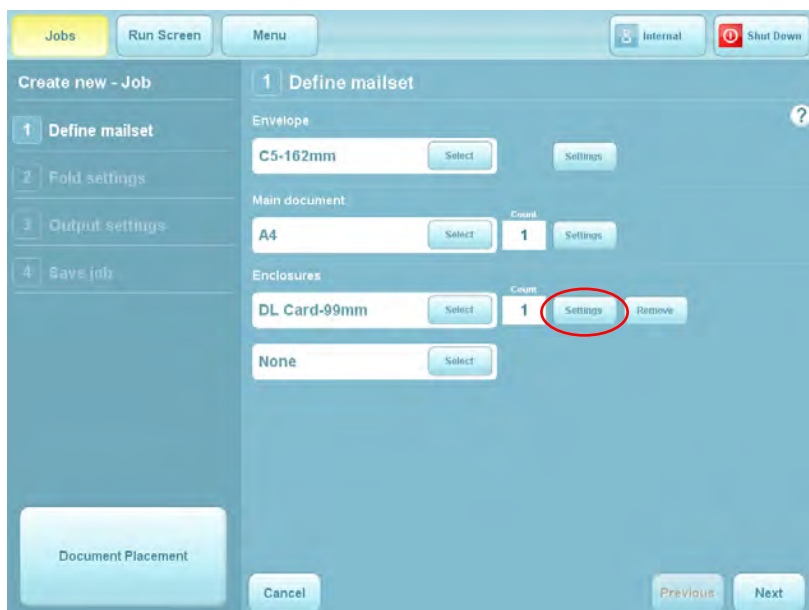 Jobs Run Screen Menu Internal Shut Down
Create new - Job
1 Define mailset
2 Fold settings
3 Output settings
4 Save job
Document Placement
1 Define mailset
?
Envelope
C5-162mm Select Settings
Main document
Count
A4 Select 1 Settings
Enclosures
Count
DL Card-99mm Select 1 Settings Remove
None Select
Cancel Previous Next